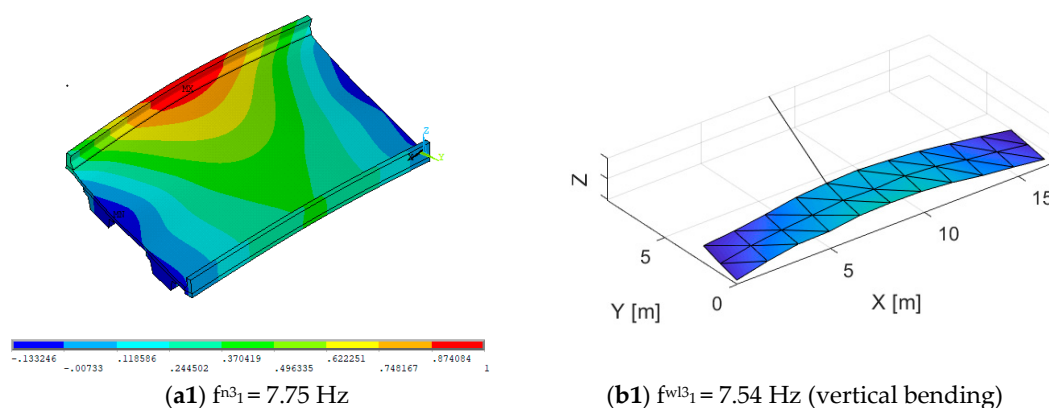 MX
Z
Y
-.133246 -.00733 .118586 .244502 .370419 .496335 .622251 .748167 .874084 1
(a1) fⁿ³₁ = 7.75 Hz
Z
5
0
Y [m]
5
10
15
X [m]
(b1) fʷˡ³₁ = 7.54 Hz (vertical bending)